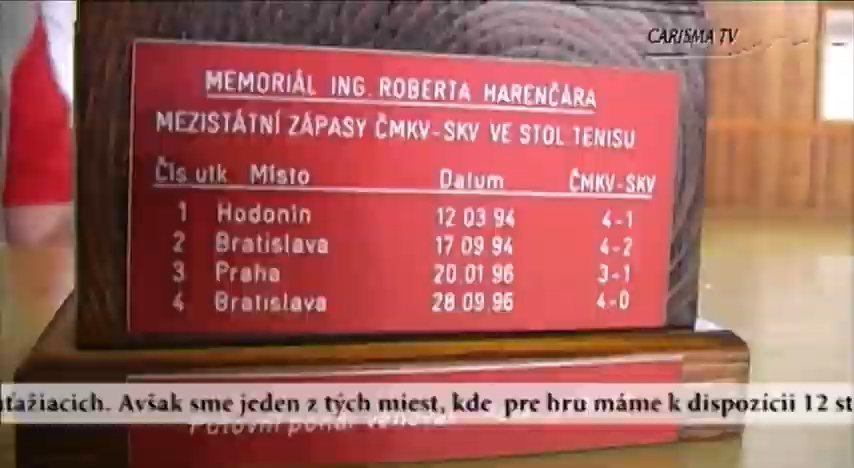 CARISMA TV
MEMORIÁL ING. ROBERTA HARENČÁRA
MEZISTÁTNÍ ZÁPASY ČMKV-SKV VE STOL.TENISU
Čís utk Místo Datum ČMKV-SKV
1 Hodonín 12 03 94 4-1
2 Bratislava 17 09 94 4-2
3 Praha 20.01 96 3-1
4 Bratislava 28.09.96 4-0
ťažiacich. Avšak sme jeden z tých miest, kde pre hru máme k dispozícii 12 st
Putovní pohár